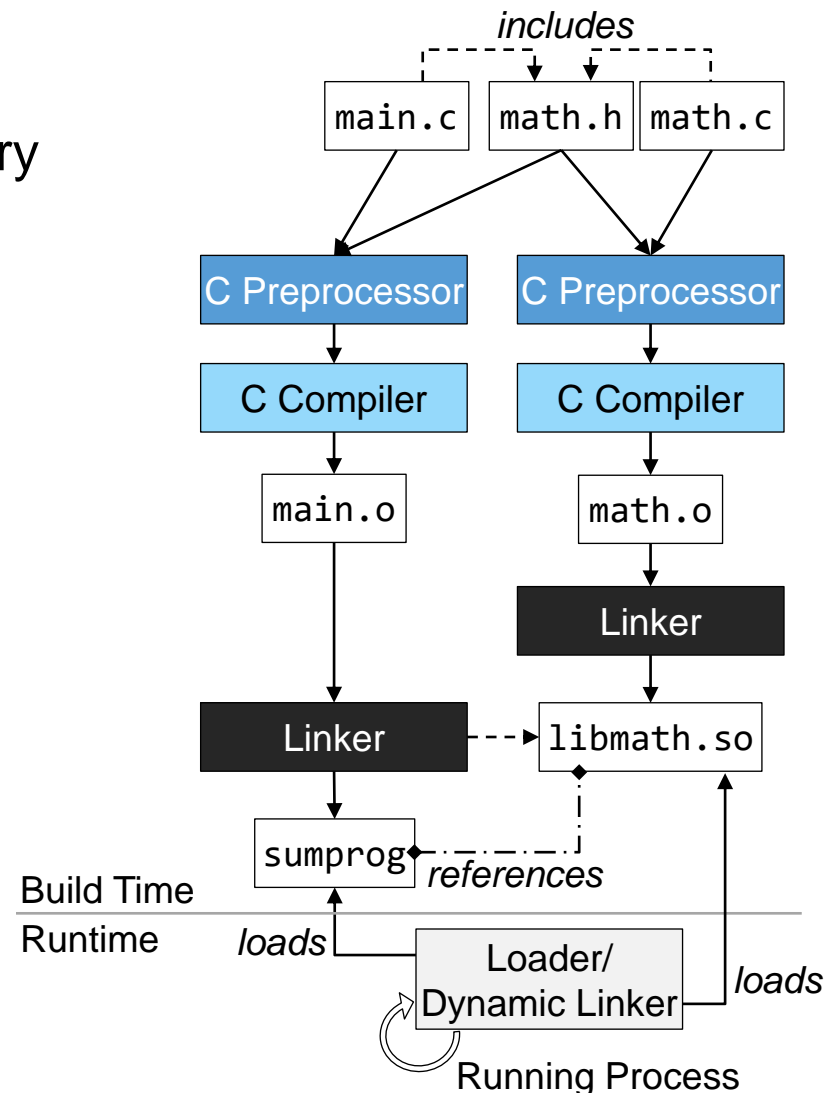 includes
main.c
math.h
math.c
ry
C Preprocessor
C Preprocessor
C Compiler
C Compiler
main.o
math.o
Linker
Linker
libmath.so
sumprog
references
Build Time
Runtime
loads
Loader/
Dynamic Linker
loads
Running Process